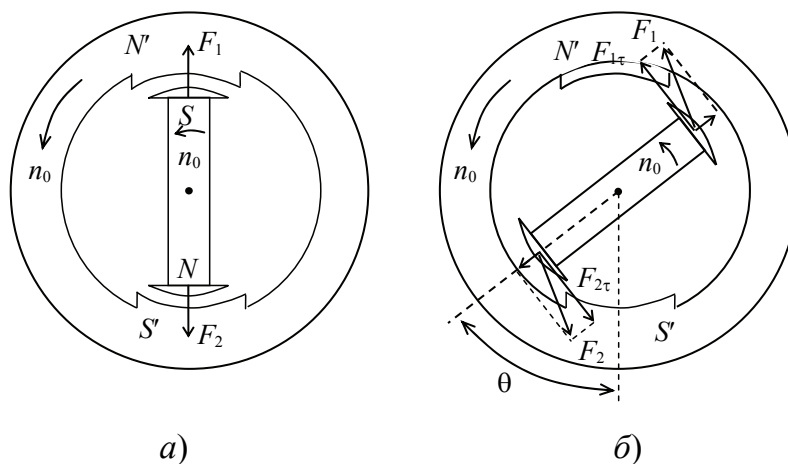 N' F₁
S
n₀ n₀
N
S' F₂
а)
N' F₁τ F₁
n₀ n₀
F₂τ
F₂ S'
θ
б)